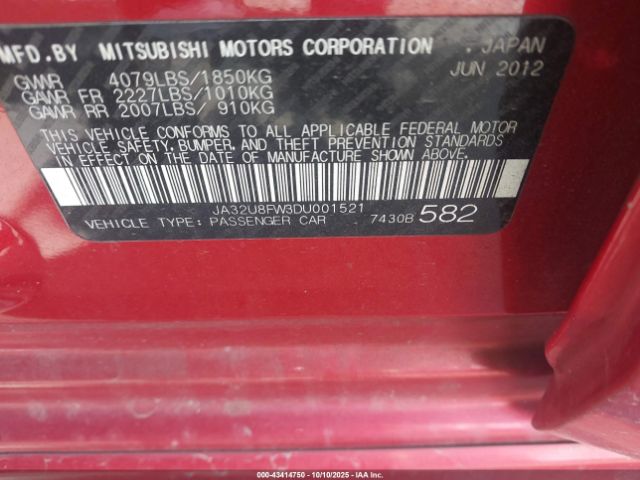 MFD.BY MITSUBISHI MOTORS CORPORATION . JAPAN
JUN 2012
GVWR 4079LBS/1850KG
GAWR FR 2227LBS/1010KG
GAWR RR 2007LBS/ 910KG
THIS VEHICLE CONFORMS TO ALL APPLICABLE FEDERAL MOTOR
VEHICLE SAFETY, BUMPER, AND THEFT PREVENTION STANDARDS
IN EFFECT ON THE DATE OF MANUFACTURE SHOWN ABOVE.
JA32U8FW3DU001521
VEHICLE TYPE: PASSENGER CAR 7430B 582
000-43414750 - 10/10/2025 - IAAI.COM